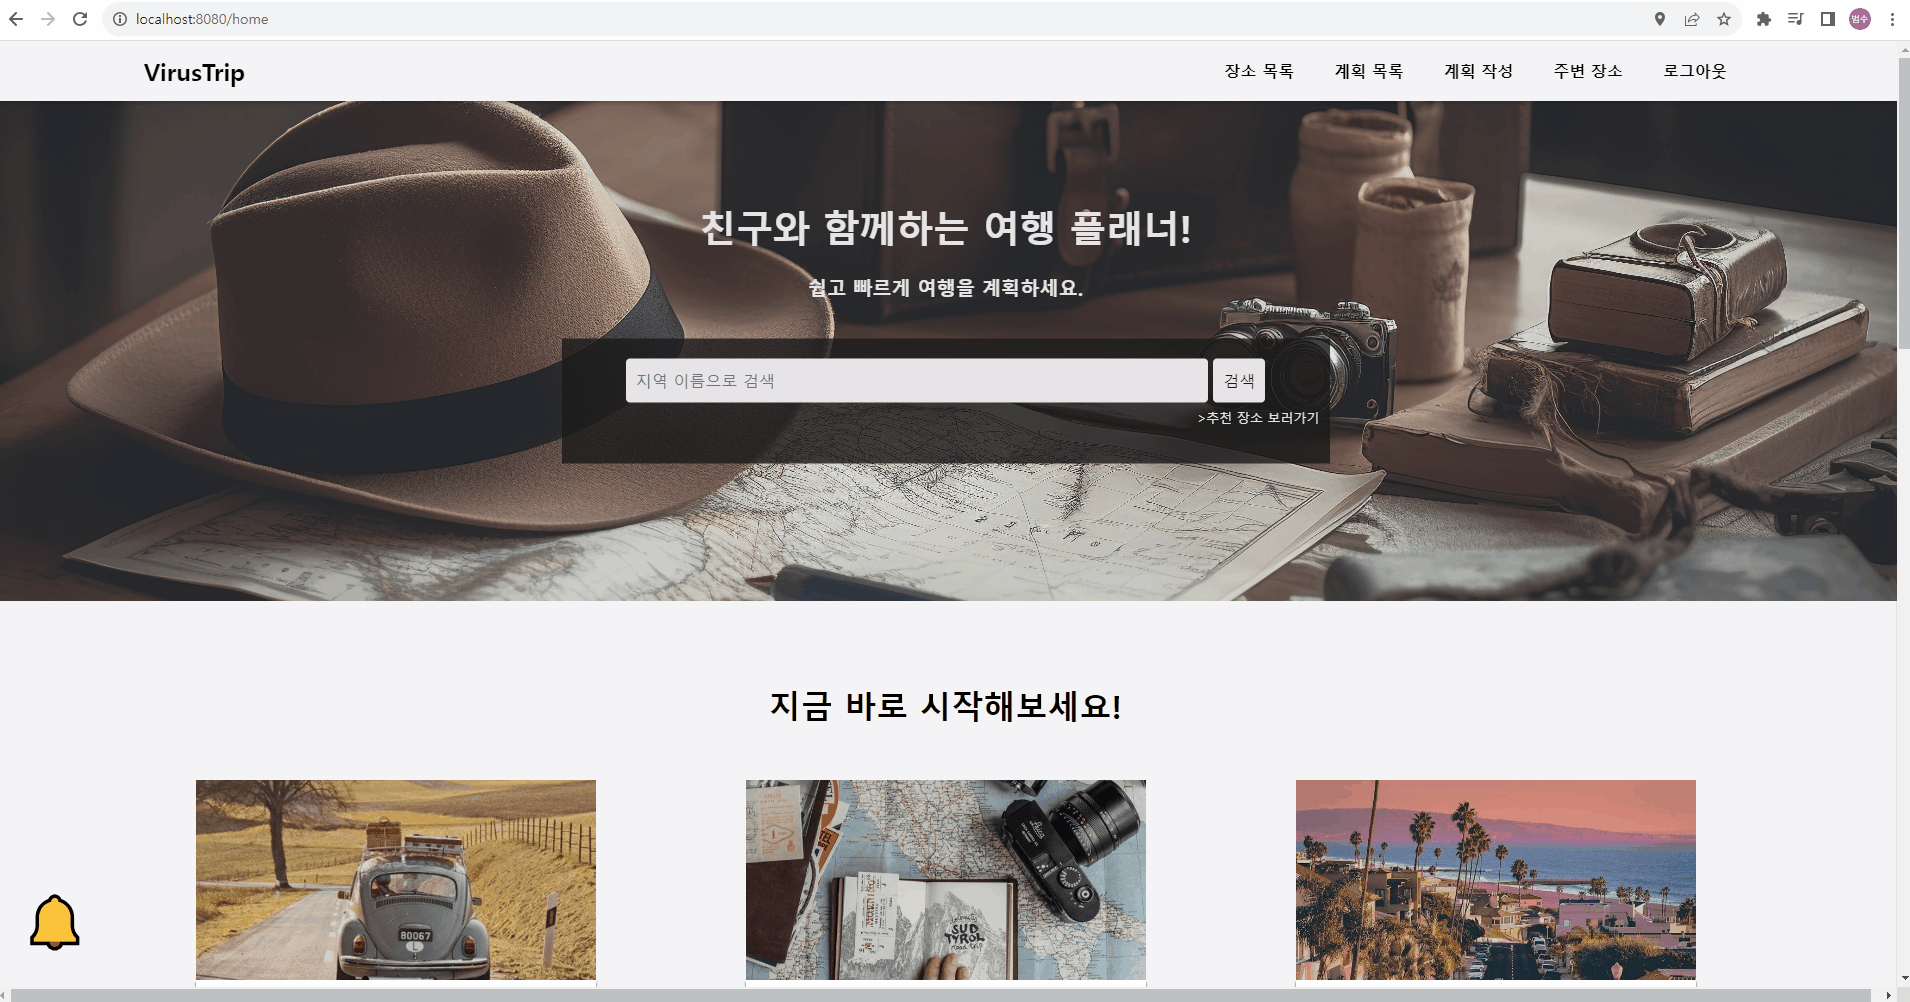 localhost:8080/home
범수
VirusTrip
장소 목록
계획 목록
계획 작성
주변 장소
로그아웃
친구와 함께하는 여행 플래너!
쉽고 빠르게 여행을 계획하세요.
지역 이름으로 검색
검색
>추천 장소 보러가기
지금 바로 시작해보세요!
80067
L
SUD
TYROL